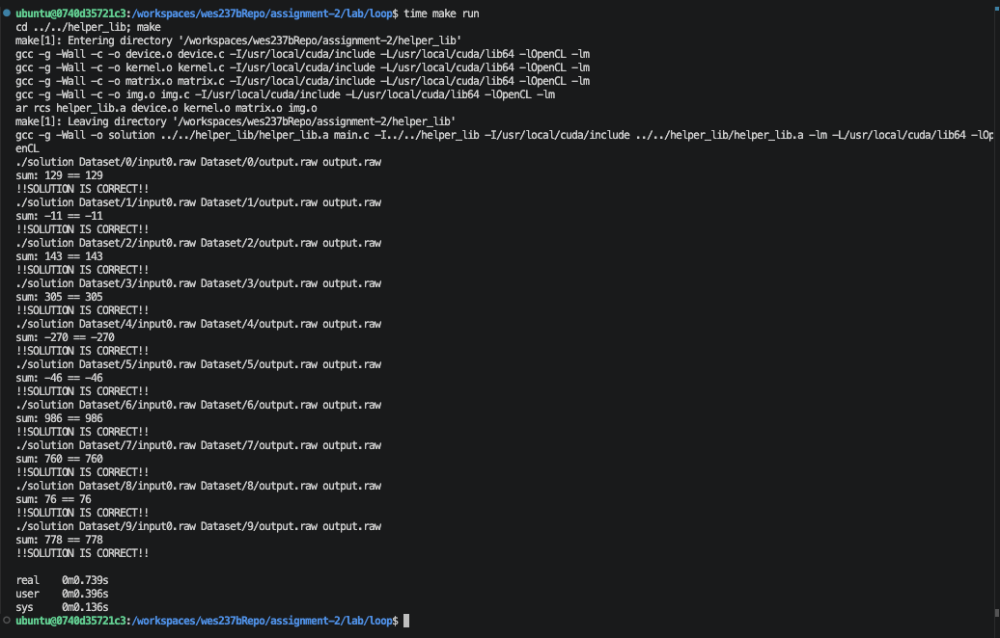 ubuntu@0740d35721c3:/workspaces/wes237bRepo/assignment-2/lab/loop$ time make run
cd ../../helper_lib; make
make[1]: Entering directory '/workspaces/wes237bRepo/assignment-2/helper_lib'
gcc -g -Wall -c -o device.o device.c -I/usr/local/cuda/include -L/usr/local/cuda/lib64 -lOpenCL -lm
gcc -g -Wall -c -o kernel.o kernel.c -I/usr/local/cuda/include -L/usr/local/cuda/lib64 -lOpenCL -lm
gcc -g -Wall -c -o matrix.o matrix.c -I/usr/local/cuda/include -L/usr/local/cuda/lib64 -lOpenCL -lm
gcc -g -Wall -c -o img.o img.c -I/usr/local/cuda/include -L/usr/local/cuda/lib64 -lOpenCL -lm
ar rcs helper_lib.a device.o kernel.o matrix.o img.o
make[1]: Leaving directory '/workspaces/wes237bRepo/assignment-2/helper_lib'
gcc -g -Wall -o solution ../../helper_lib/helper_lib.a main.c -I../../helper_lib -I/usr/local/cuda/include ../../helper_lib/helper_lib.a -lm -L/usr/local/cuda/lib64 -lOp
enCL
./solution Dataset/0/input0.raw Dataset/0/output.raw output.raw
sum: 129 == 129
!!SOLUTION IS CORRECT!!
./solution Dataset/1/input0.raw Dataset/1/output.raw output.raw
sum: -11 == -11
!!SOLUTION IS CORRECT!!
./solution Dataset/2/input0.raw Dataset/2/output.raw output.raw
sum: 143 == 143
!!SOLUTION IS CORRECT!!
./solution Dataset/3/input0.raw Dataset/3/output.raw output.raw
sum: 305 == 305
!!SOLUTION IS CORRECT!!
./solution Dataset/4/input0.raw Dataset/4/output.raw output.raw
sum: -270 == -270
!!SOLUTION IS CORRECT!!
./solution Dataset/5/input0.raw Dataset/5/output.raw output.raw
sum: -46 == -46
!!SOLUTION IS CORRECT!!
./solution Dataset/6/input0.raw Dataset/6/output.raw output.raw
sum: 986 == 986
!!SOLUTION IS CORRECT!!
./solution Dataset/7/input0.raw Dataset/7/output.raw output.raw
sum: 760 == 760
!!SOLUTION IS CORRECT!!
./solution Dataset/8/input0.raw Dataset/8/output.raw output.raw
sum: 76 == 76
!!SOLUTION IS CORRECT!!
./solution Dataset/9/input0.raw Dataset/9/output.raw output.raw
sum: 778 == 778
!!SOLUTION IS CORRECT!!
real 0m0.739s
user 0m0.396s
sys 0m0.136s
ubuntu@0740d35721c3:/workspaces/wes237bRepo/assignment-2/lab/loop$